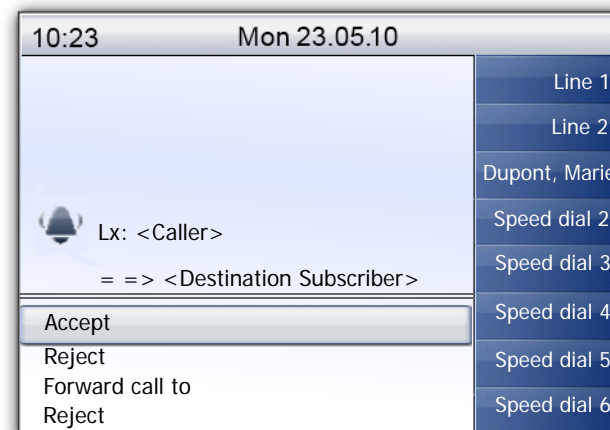 10:23 Mon 23.05.10
Line 1
Line 2
Dupont, Marie
Speed dial 2
Lx: <Caller>
Speed dial 3
= => <Destination Subscriber>
Speed dial 4
Accept
Reject
Speed dial 5
Forward call to
Speed dial 6
Reject